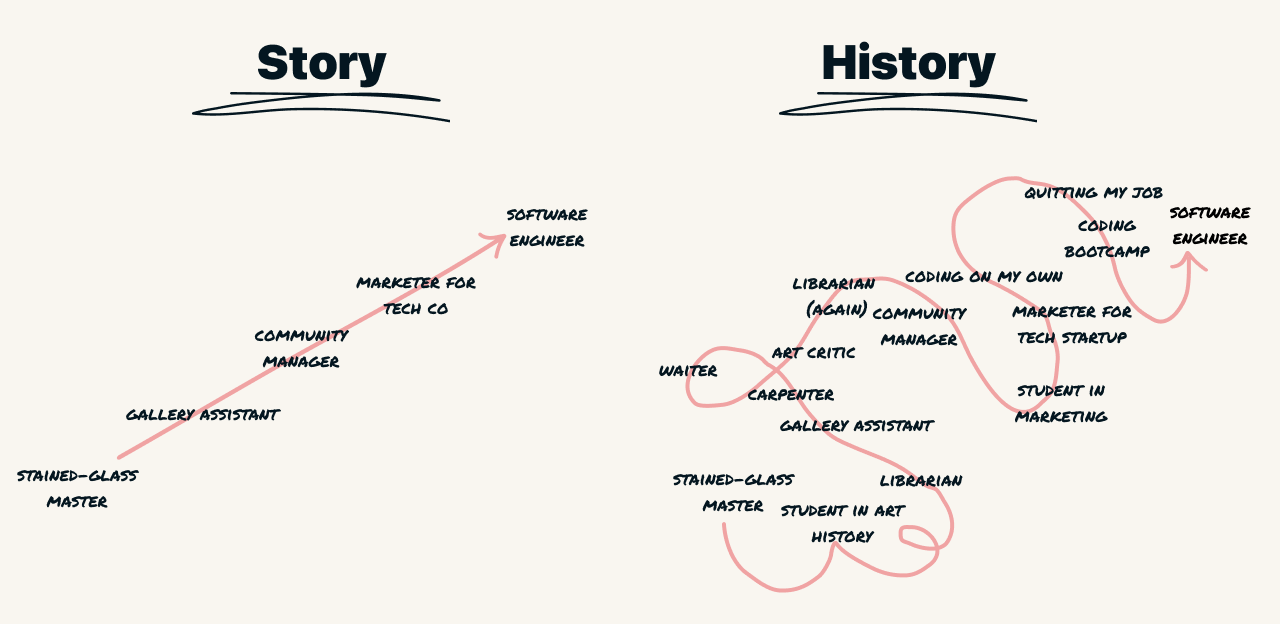 Story
SOFTWARE
ENGINEER
MARKETER FOR
TECH CO
COMMUNITY
MANAGER
GALLERY ASSISTANT
STAINED-GLASS
MASTER
History
QUITTING MY JOB
SOFTWARE
ENGINEER
CODING
BOOTCAMP
CODING ON MY OWN
LIBRARIAN
(AGAIN)
COMMUNITY
MANAGER
MARKETER FOR
TECH STARTUP
ART CRITIC
WAITER
CARPENTER
STUDENT IN
MARKETING
GALLERY ASSISTANT
STAINED-GLASS
MASTER
LIBRARIAN
STUDENT IN ART
HISTORY